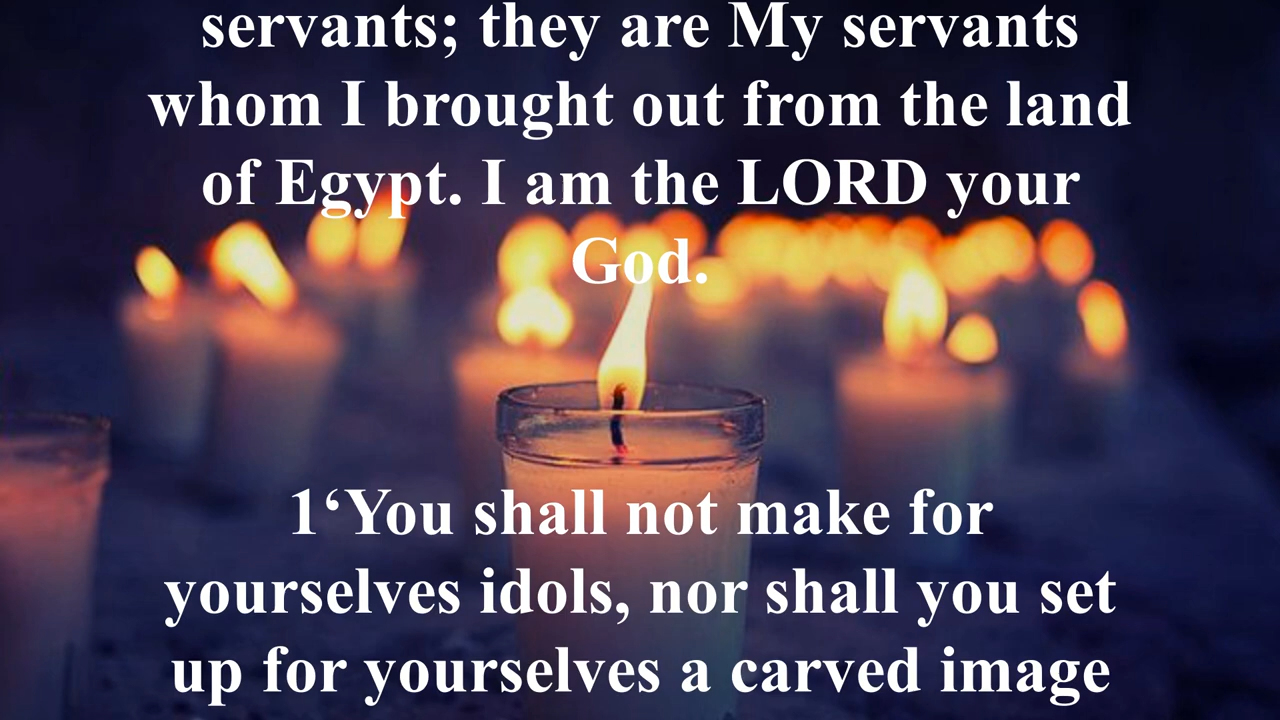 servants; they are My servants
whom I brought out from the land
of Egypt. I am the LORD your
God.
1‘You shall not make for
yourselves idols, nor shall you set
up for yourselves a carved image